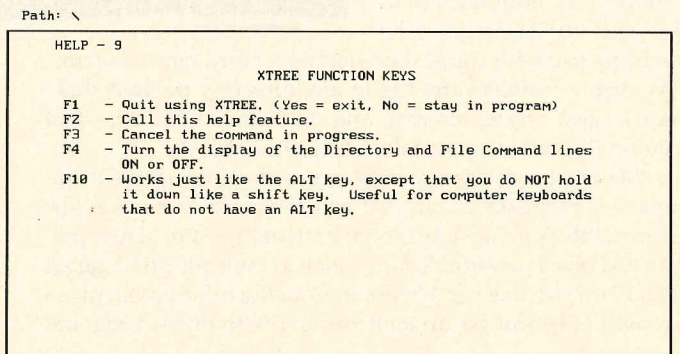 Path: \
HELP - 9
XTREE FUNCTION KEYS
F1 - Quit using XTREE. (Yes = exit, No = stay in program)
F2 - Call this help feature.
F3 - Cancel the command in progress.
F4 - Turn the display of the Directory and File Command lines
ON or OFF.
F10 - Works just like the ALT key, except that you do NOT hold
it down like a shift key. Useful for computer keyboards
that do not have an ALT key.